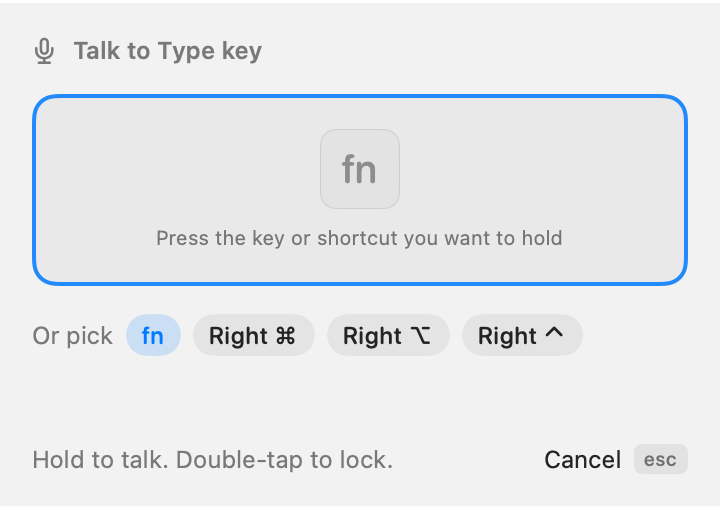 Talk to Type key
fn
Press the key or shortcut you want to hold
Or pick fn Right ⌘ Right ⌥ Right ^
Hold to talk. Double-tap to lock. Cancel esc